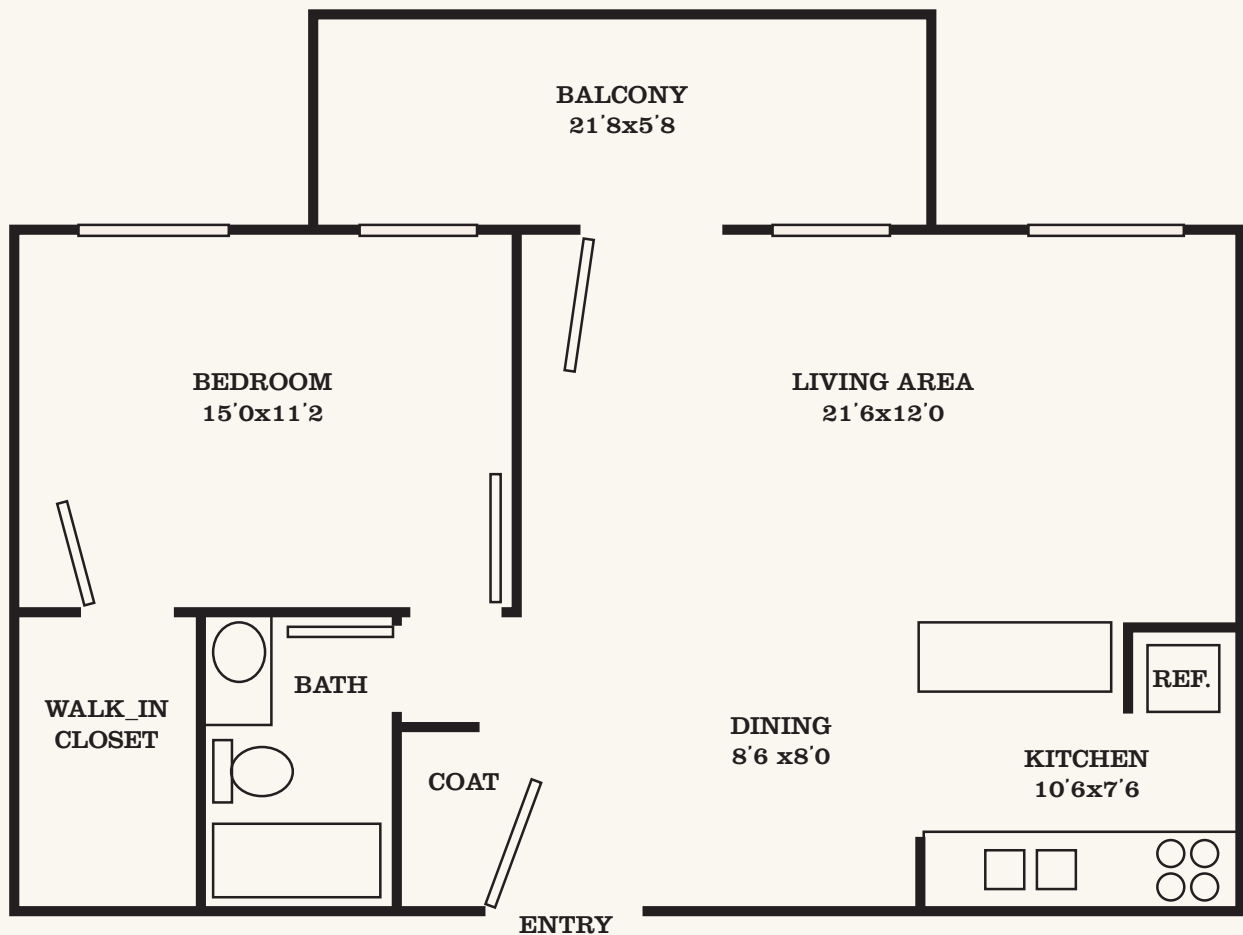 BALCONY
21'8x5'8
BEDROOM
15'0x11'2
LIVING AREA
21'6x12'0
WALK_IN
CLOSET
BATH
COAT
DINING
8'6 x8'0
REF.
KITCHEN
10'6x7'6
ENTRY